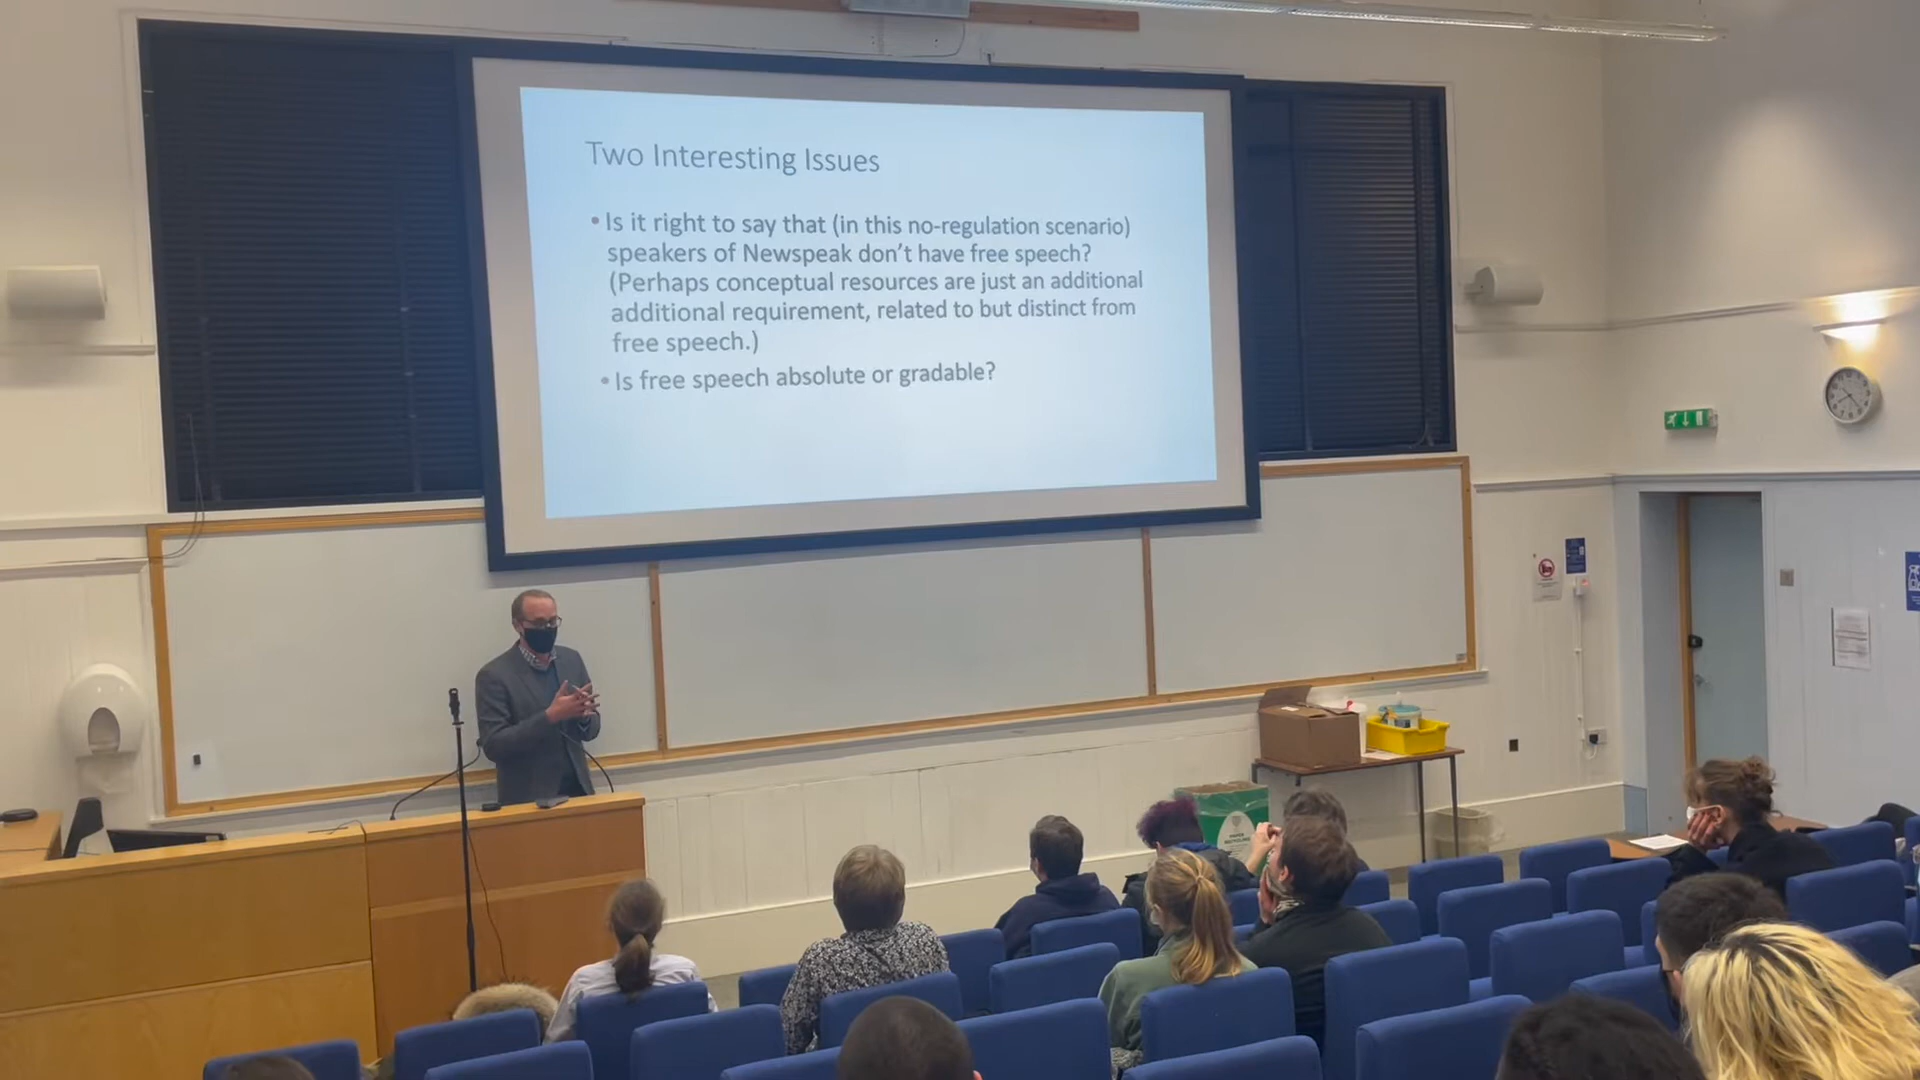 Two Interesting Issues
• Is it right to say that (in this no-regulation scenario)
speakers of Newspeak don't have free speech?
(Perhaps conceptual resources are just an additional
additional requirement, related to but distinct from
free speech.)
• Is free speech absolute or gradable?